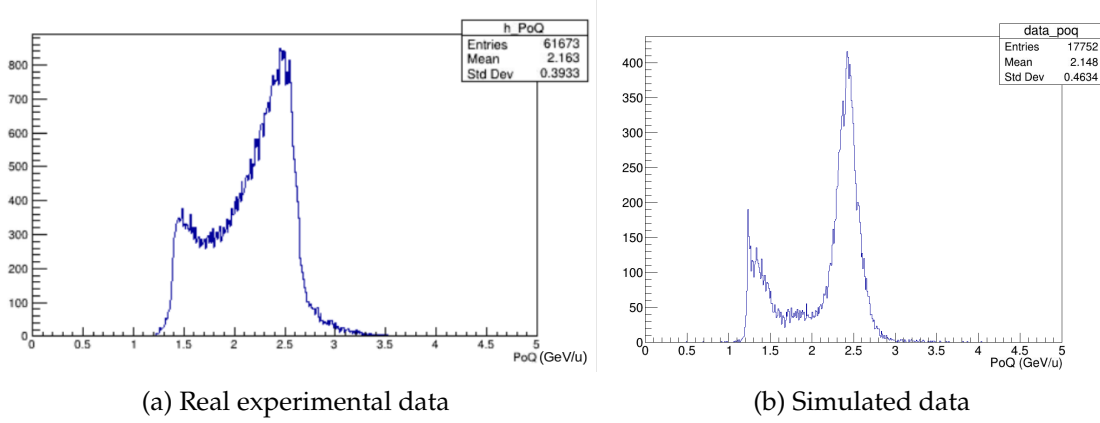 h_PoQ
Entries 61673
Mean 2.163
Std Dev 0.3933
800
700
600
500
400
300
200
100
0
0 0.5 1 1.5 2 2.5 3 3.5 4 4.5 5
PoQ (GeV/u)
(a) Real experimental data
data_poq
Entries 17752
Mean 2.148
Std Dev 0.4634
400
350
300
250
200
150
100
50
0
0 0.5 1 1.5 2 2.5 3 3.5 4 4.5 5
PoQ (GeV/u)
(b) Simulated data